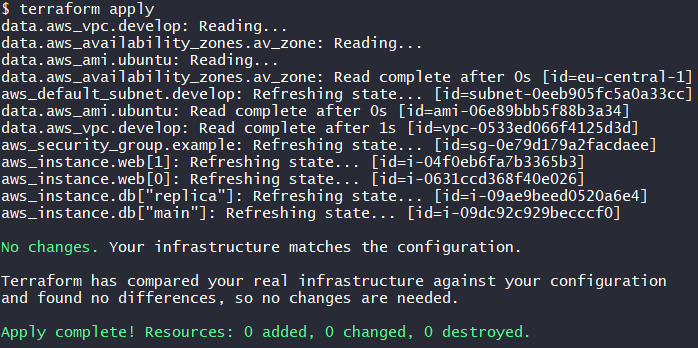 $ terraform apply
data.aws_vpc.develop: Reading...
data.aws_availability_zones.av_zone: Reading...
data.aws_ami.ubuntu: Reading...
data.aws_availability_zones.av_zone: Read complete after 0s [id=eu-central-1]
aws_default_subnet.develop: Refreshing state... [id=subnet-0eeb905fc5a0a33cc]
data.aws_ami.ubuntu: Read complete after 0s [id=ami-06e89bbb5f88b3a34]
data.aws_vpc.develop: Read complete after 1s [id=vpc-0533ed066f4125d3d]
aws_security_group.example: Refreshing state... [id=sg-0e79d179a2facdaee]
aws_instance.web[1]: Refreshing state... [id=i-04f0eb6fa7b3365b3]
aws_instance.web[0]: Refreshing state... [id=i-0631ccd368f40e026]
aws_instance.db["replica"]: Refreshing state... [id=i-09ae9beed0520a6e4]
aws_instance.db["main"]: Refreshing state... [id=i-09dc92c929becccf0]
No changes. Your infrastructure matches the configuration.
Terraform has compared your real infrastructure against your configuration
and found no differences, so no changes are needed.
Apply complete! Resources: 0 added, 0 changed, 0 destroyed.